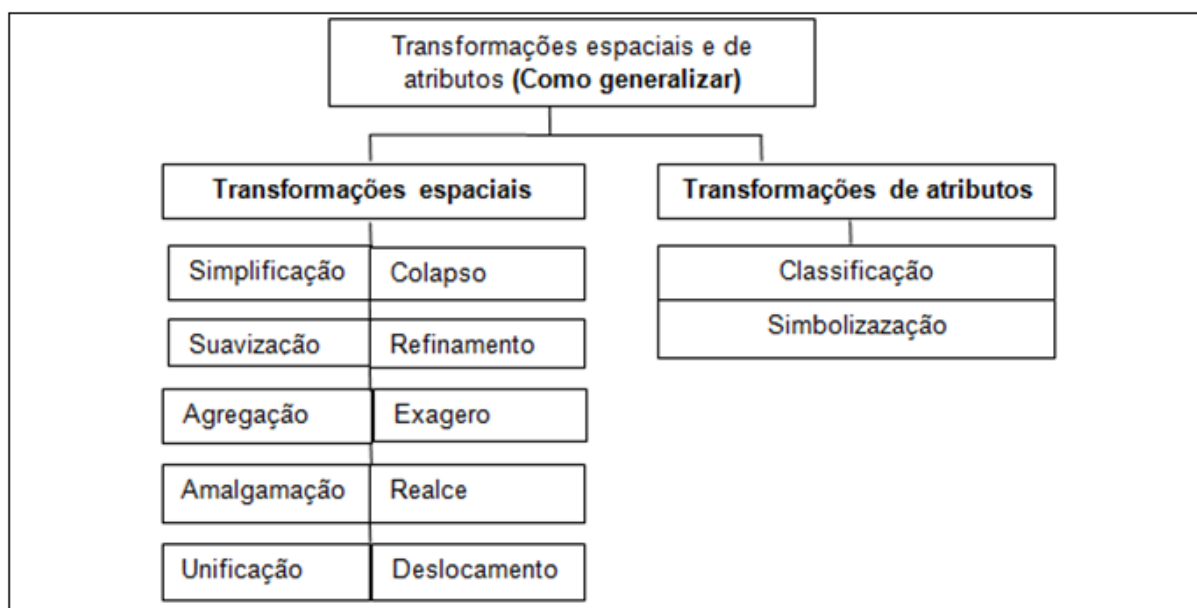 Transformações espaciais e de
atributos (Como generalizar)
Transformações espaciais
Transformações de atributos
Simplificação
Colapso
Classificação
Suavização
Refinamento
Simbolizazação
Agregação
Exagero
Amalgamação
Realce
Unificação
Deslocamento